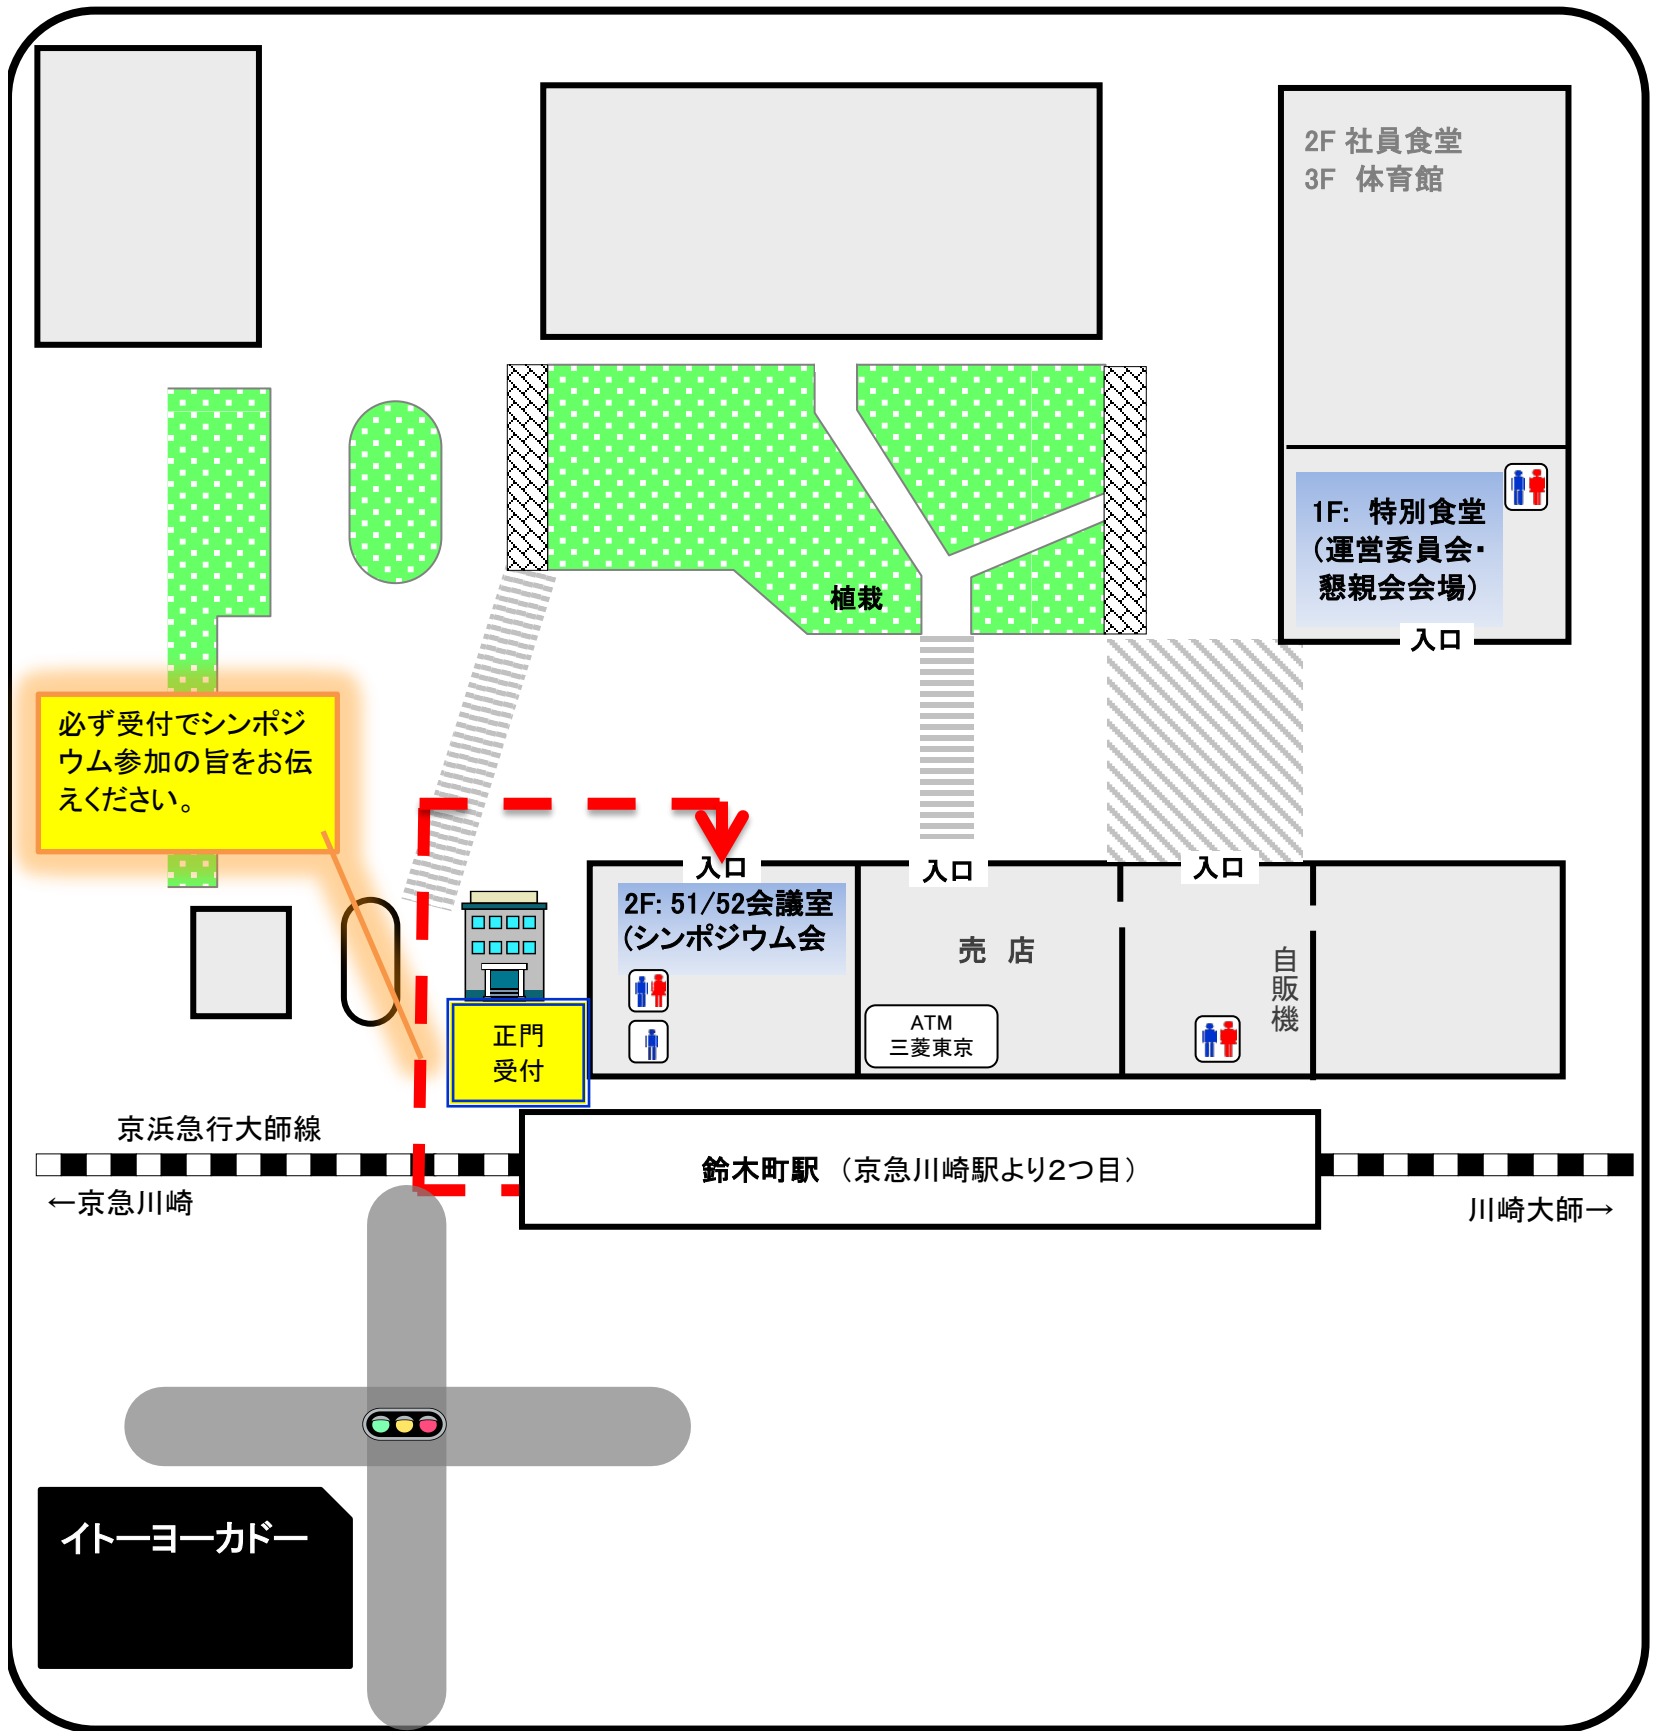 2F 社員食堂
3F 体育館
1F: 特別食堂
(運営委員会・
懇親会会場)
入口
植栽
必ず受付でシンポジ
ウム参加の旨をお伝
えください。
入口
入口
入口
2F: 51/52会議室
(シンポジウム会
売 店
自販機
ATM
三菱東京
正門
受付
京浜急行大師線
鈴木町駅 (京急川崎駅より2つ目)
←京急川崎
川崎大師→
イトーヨーカドー